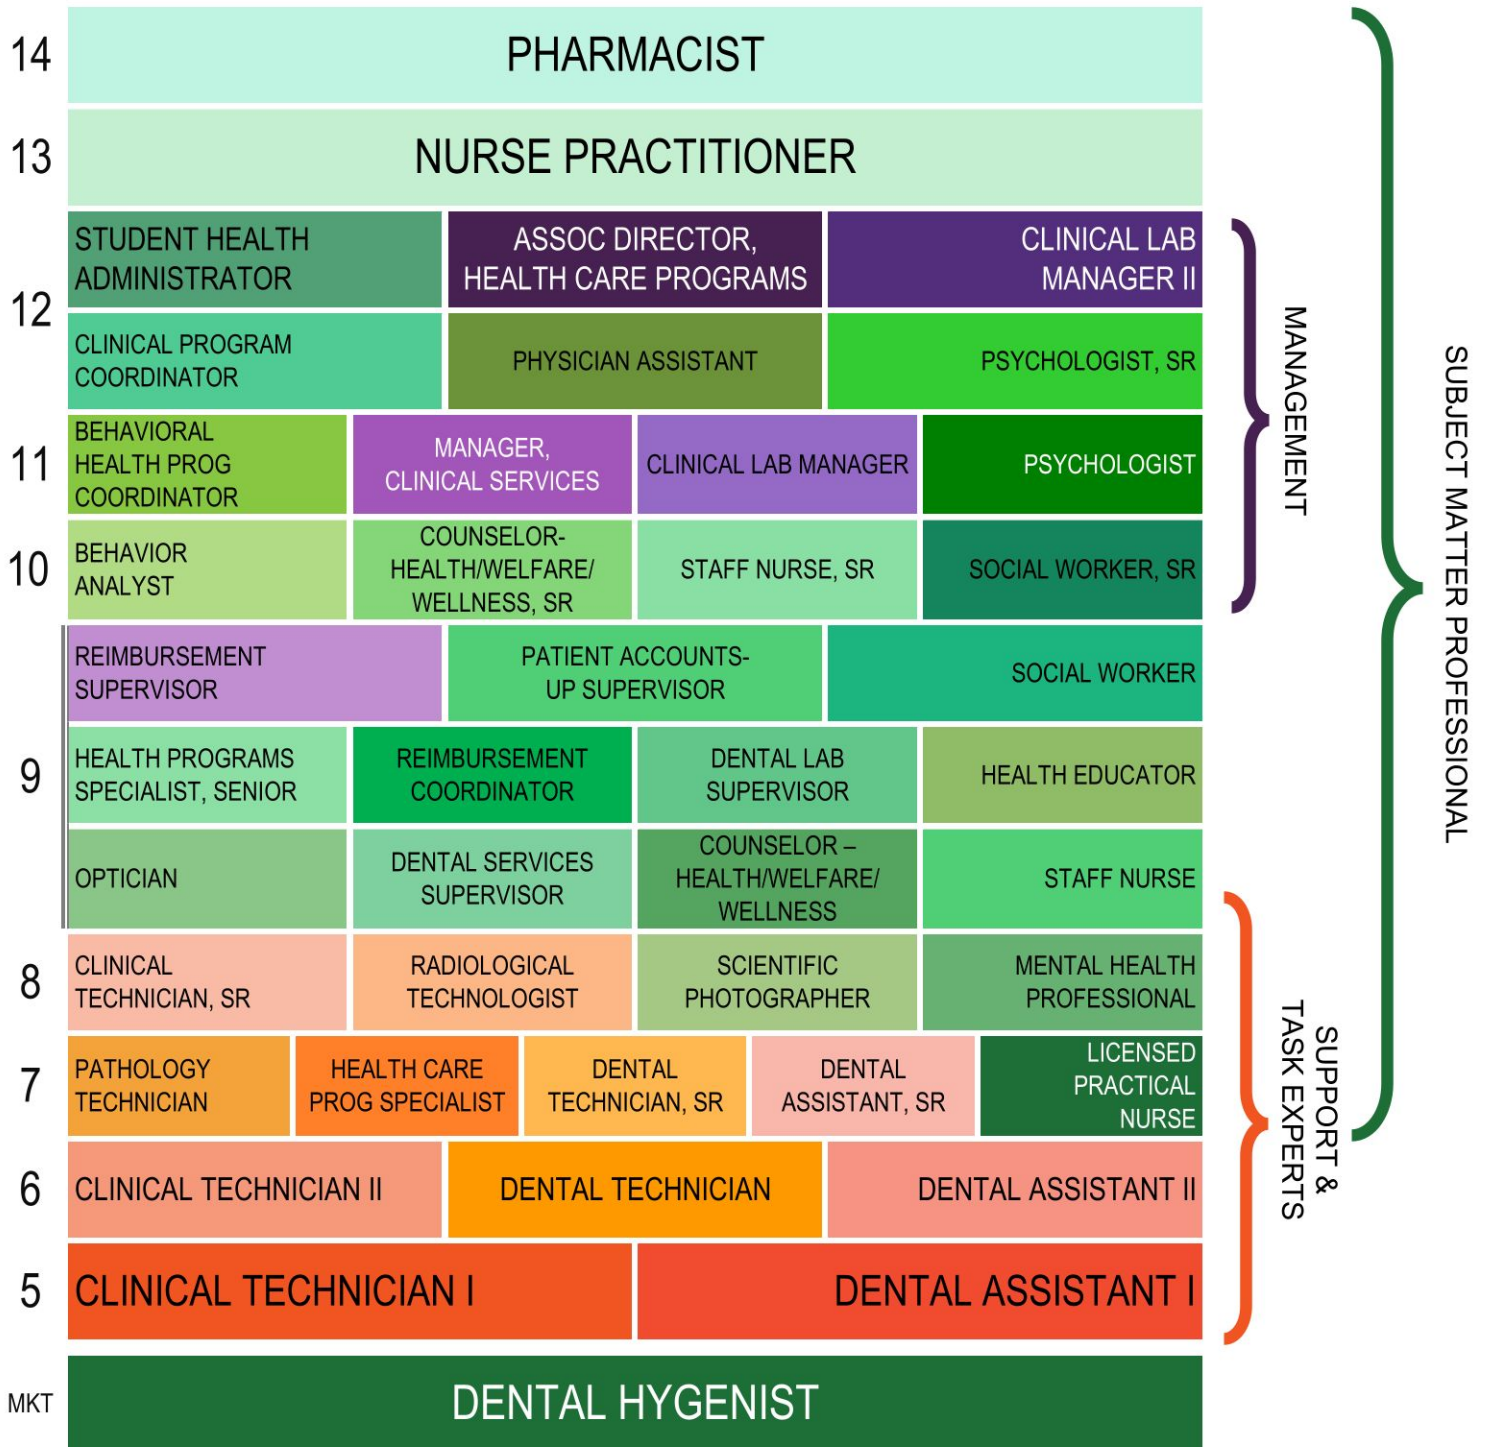 14
PHARMACIST
13
NURSE PRACTITIONER
12
STUDENT HEALTH
ADMINISTRATOR
ASSOC DIRECTOR,
HEALTH CARE PROGRAMS
CLINICAL LAB
MANAGER II
CLINICAL PROGRAM
COORDINATOR
PHYSICIAN ASSISTANT
PSYCHOLOGIST, SR
11
BEHAVIORAL
HEALTH PROG
COORDINATOR
MANAGER,
CLINICAL SERVICES
CLINICAL LAB MANAGER
PSYCHOLOGIST
10
BEHAVIOR
ANALYST
COUNSELOR-
HEALTH/WELFARE/
WELLNESS, SR
STAFF NURSE, SR
SOCIAL WORKER, SR
9
REIMBURSEMENT
SUPERVISOR
PATIENT ACCOUNTS-
UP SUPERVISOR
SOCIAL WORKER
HEALTH PROGRAMS
SPECIALIST, SENIOR
REIMBURSEMENT
COORDINATOR
DENTAL LAB
SUPERVISOR
HEALTH EDUCATOR
OPTICIAN
DENTAL SERVICES
SUPERVISOR
COUNSELOR –
HEALTH/WELFARE/
WELLNESS
STAFF NURSE
8
CLINICAL
TECHNICIAN, SR
RADIOLOGICAL
TECHNOLOGIST
SCIENTIFIC
PHOTOGRAPHER
MENTAL HEALTH
PROFESSIONAL
7
PATHOLOGY
TECHNICIAN
HEALTH CARE
PROG SPECIALIST
DENTAL
TECHNICIAN, SR
DENTAL
ASSISTANT, SR
LICENSED
PRACTICAL
NURSE
6
CLINICAL TECHNICIAN II
DENTAL TECHNICIAN
DENTAL ASSISTANT II
5
CLINICAL TECHNICIAN I
DENTAL ASSISTANT I
MKT
DENTAL HYGENIST
MANAGEMENT
SUPPORT &
TASK EXPERTS
SUBJECT MATTER PROFESSIONAL